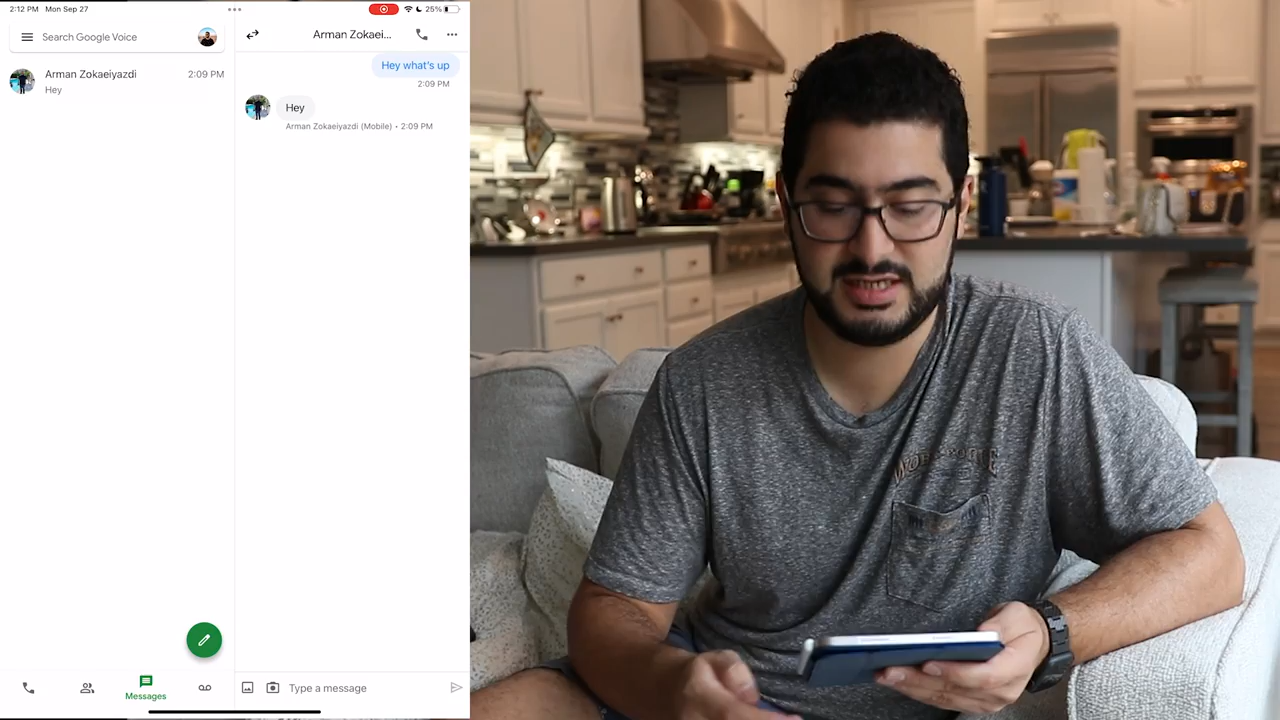 2:12 PM Mon Sep 27
25%
Search Google Voice
Arman Zokaeiyazdi
2:09 PM
Hey
Arman Zokaei...
Hey what's up
2:09 PM
Hey
Arman Zokaeiyazdi (Mobile) • 2:09 PM
Messages
Type a message